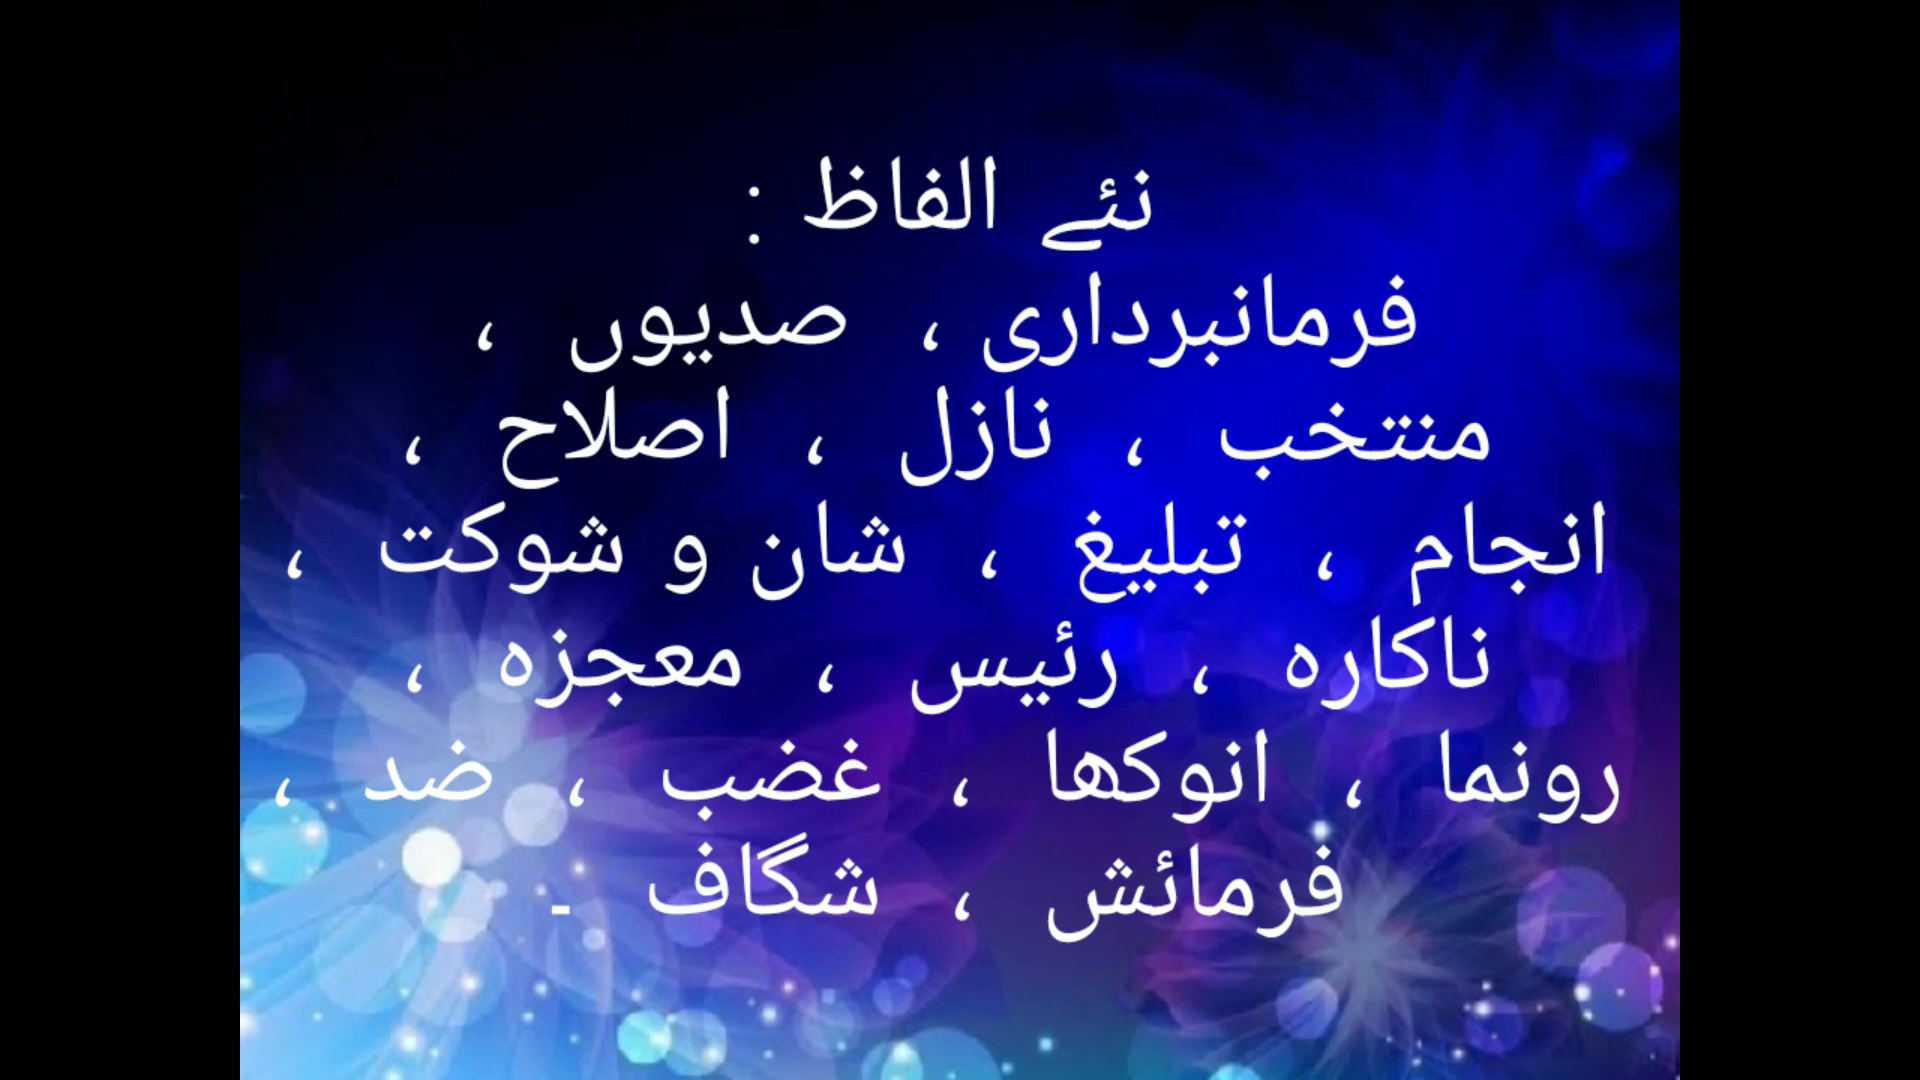 نئے الفاظ :
فرمانبرداری ، صدیوں ،
منتخب ، نازل ، اصلاح ،
انجام ، تبلیغ ، شان و شوکت ،
ناکارہ ، رئیس ، معجزہ ،
رونما ، انوکھا ، غضب ، ضد ،
فرمائش ، شگاف ۔